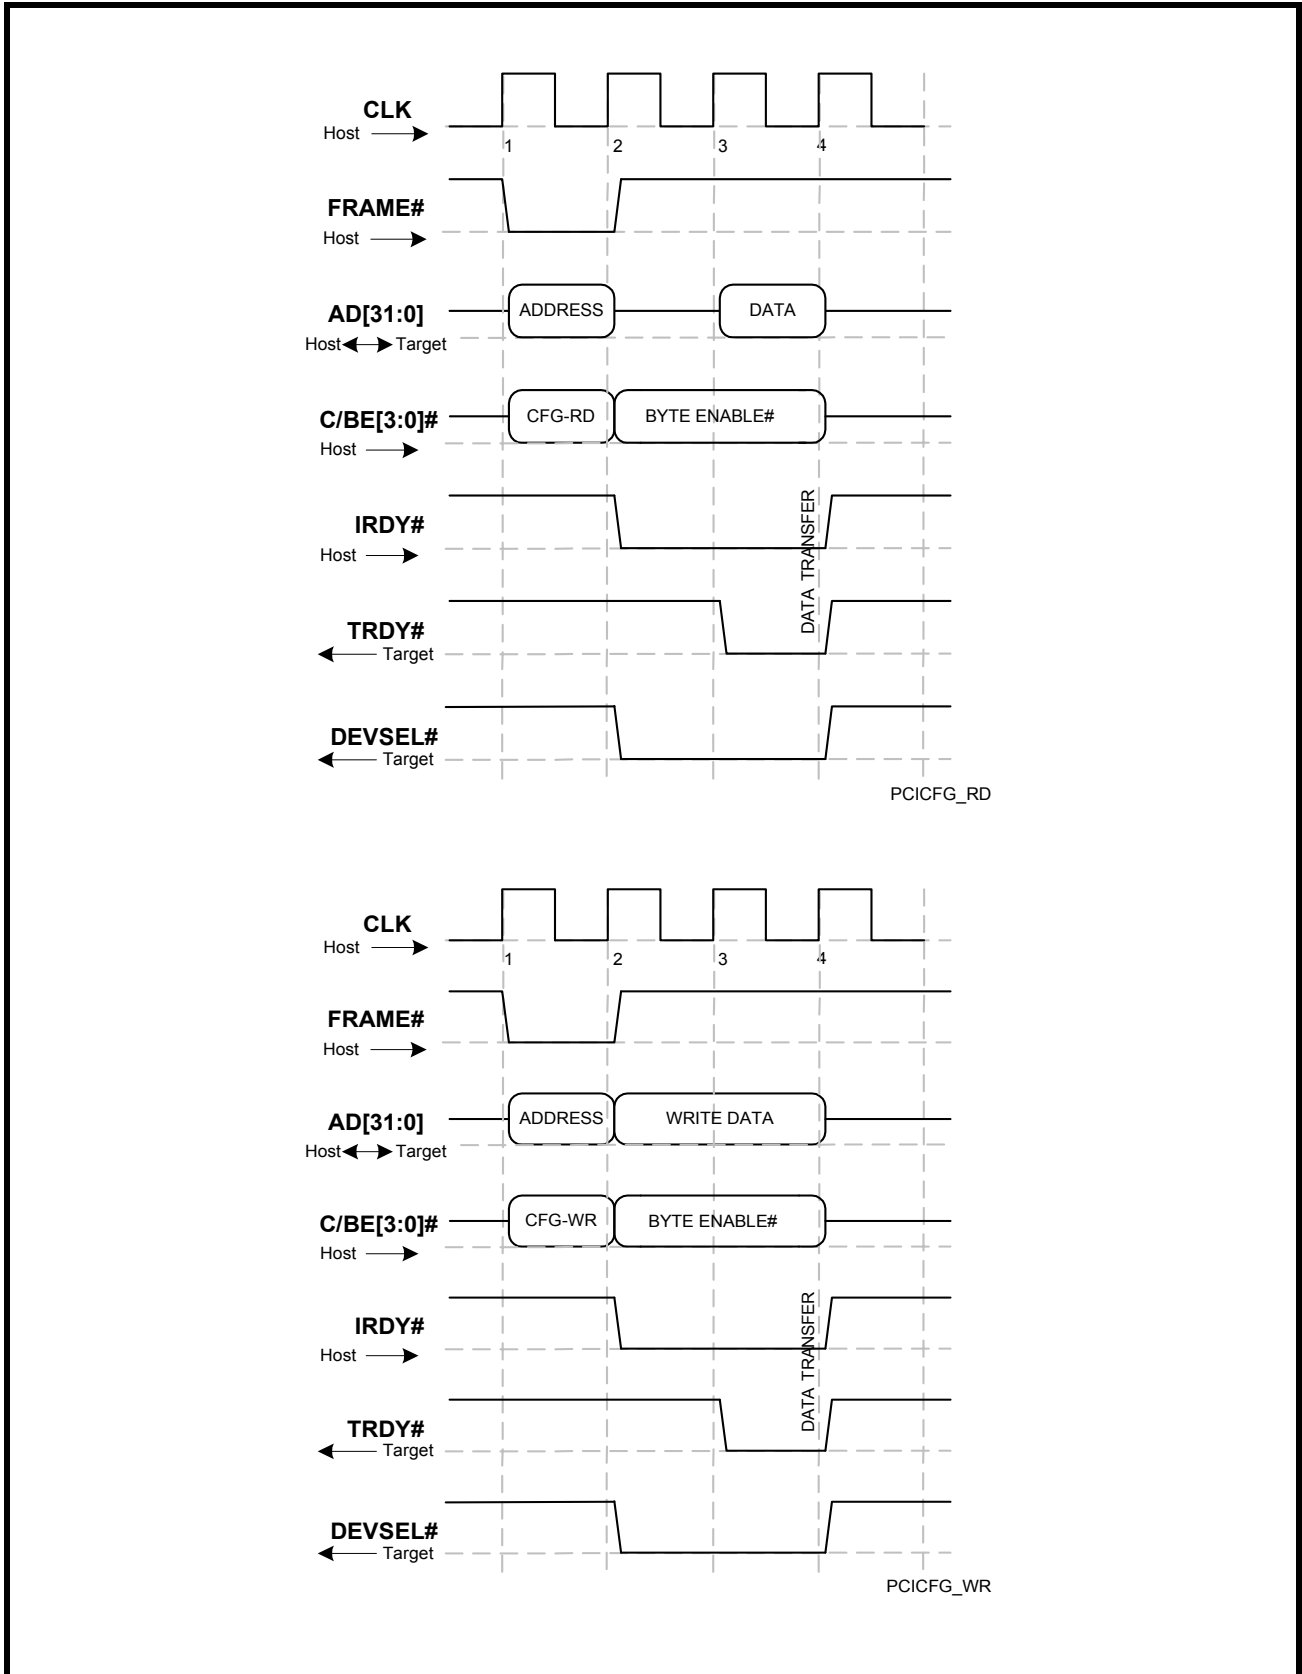 CLK
Host
1 2 3 4
FRAME#
Host
AD[31:0]
ADDRESS DATA
Host Target
C/BE[3:0]#
CFG-RD BYTE ENABLE#
Host
IRDY#
Host
DATA TRANSFER
TRDY#
Target
DEVSEL#
Target
PCICFG_RD
CLK
Host
1 2 3 4
FRAME#
Host
AD[31:0]
ADDRESS WRITE DATA
Host Target
C/BE[3:0]#
CFG-WR BYTE ENABLE#
Host
IRDY#
Host
DATA TRANSFER
TRDY#
Target
DEVSEL#
Target
PCICFG_WR